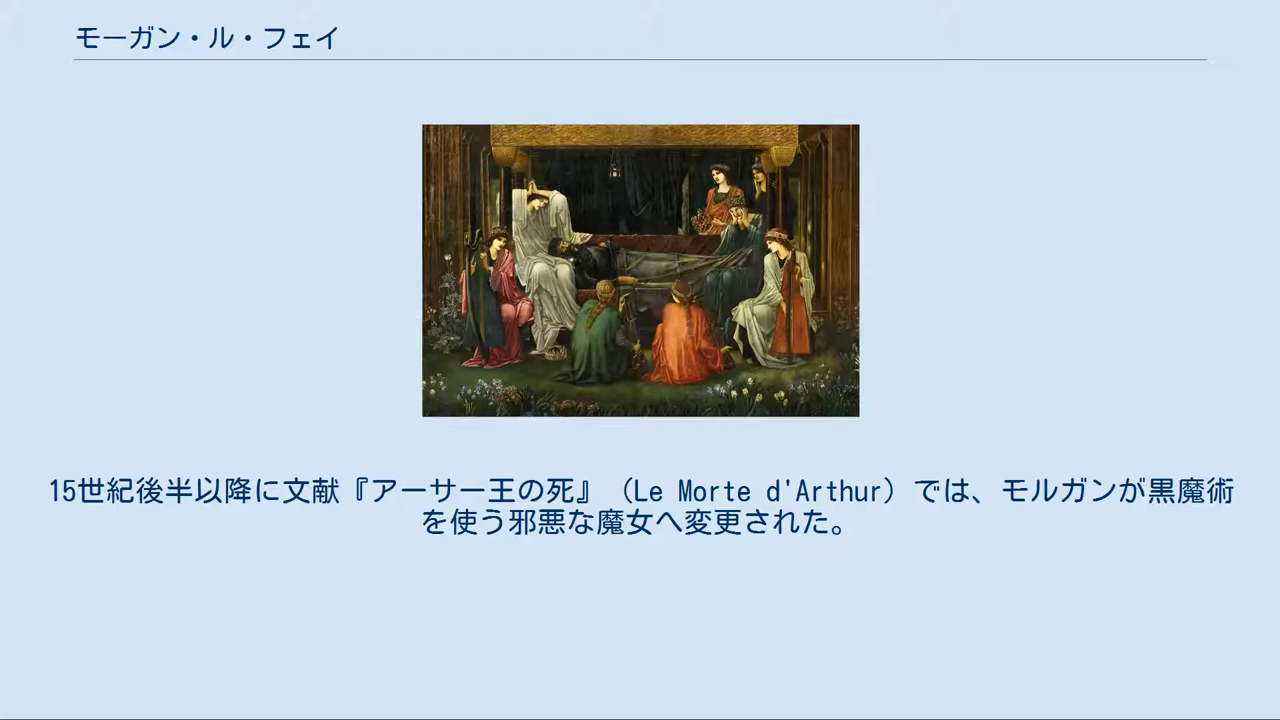 モーガン・ル・フェイ
15世紀後半以降に文献『アーサー王の死』（Le Morte d'Arthur）では、モルガンが黒魔術
を使う邪悪な魔女へ変更された。